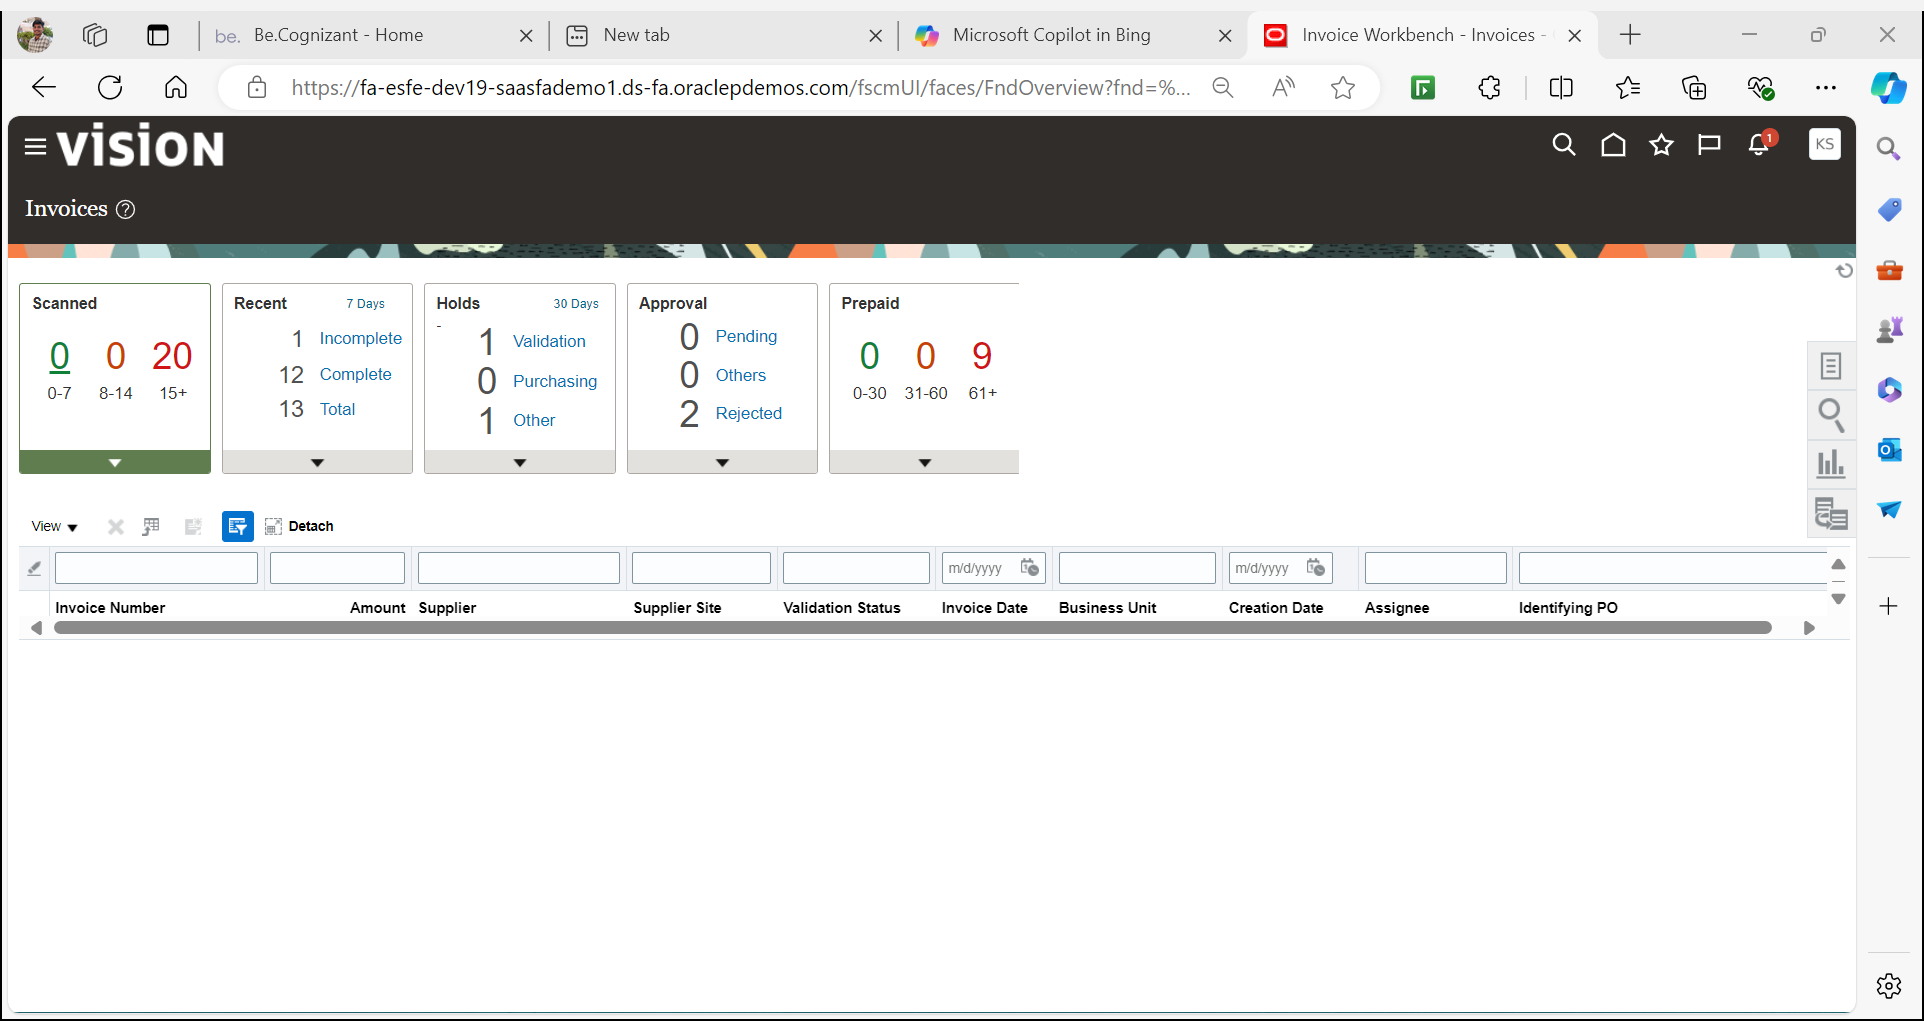 be. Be.Cognizant - Home
New tab
Microsoft Copilot in Bing
Invoice Workbench - Invoices -
https://fa-esfe-dev19-saasfademo1.ds-fa.oraclepdemos.com/fscmUI/faces/FndOverview?fnd=%...
VISION
1
KS
Invoices ?
Scanned
0 0 20
0-7 8-14 15+
Recent 7 Days
1 Incomplete
12 Complete
13 Total
Holds 30 Days
-
1 Validation
0 Purchasing
1 Other
Approval
0 Pending
0 Others
2 Rejected
Prepaid
0 0 9
0-30 31-60 61+
View Detach
m/d/yyyy m/d/yyyy
Invoice Number Amount Supplier Supplier Site Validation Status Invoice Date Business Unit Creation Date Assignee Identifying PO